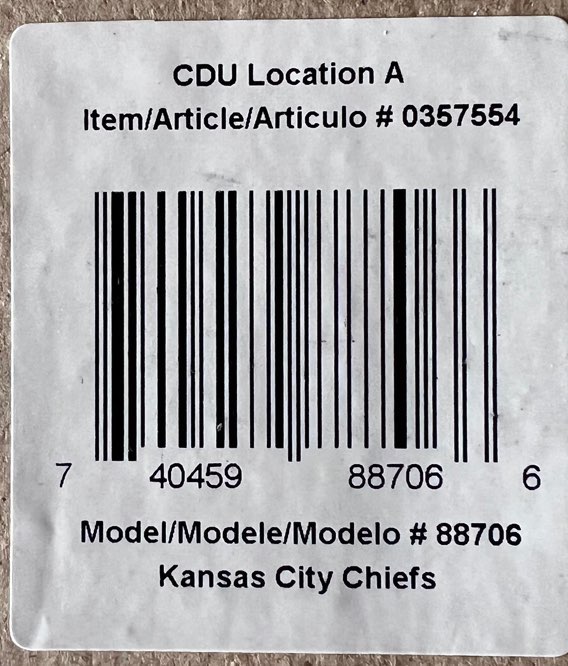 CDU Location A
Item/Article/Articulo # 0357554
7 40459 88706 6
Model/Modele/Modelo # 88706
Kansas City Chiefs